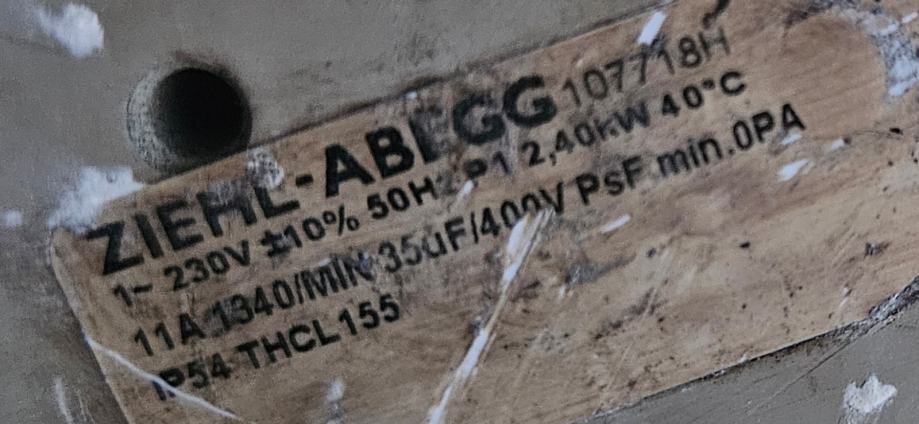 ZIEHL-ABEGG 107718H
1~ 230V ±10% 50Hz P1 2,40kW 40°C
11A 1340/MIN 35uF/400V PsF min.0PA
IP54 THCL155